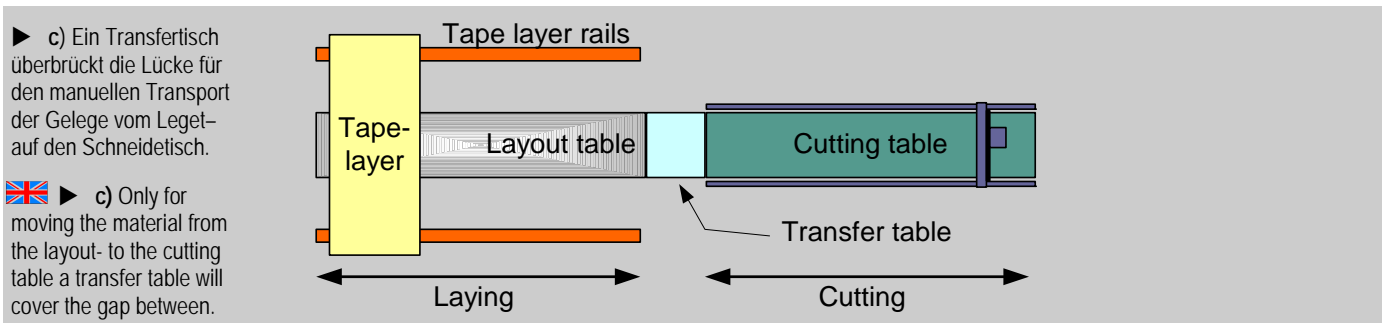 ▶ c) Ein Transfertisch
überbrückt die Lücke für
den manuellen Transport
der Gelege vom Leget–
auf den Schneidetisch.
▶ c) Only for
moving the material from
the layout- to the cutting
table a transfer table will
cover the gap between.
Tape layer rails
Tape-
layer
Layout table
Cutting table
Transfer table
Laying
Cutting